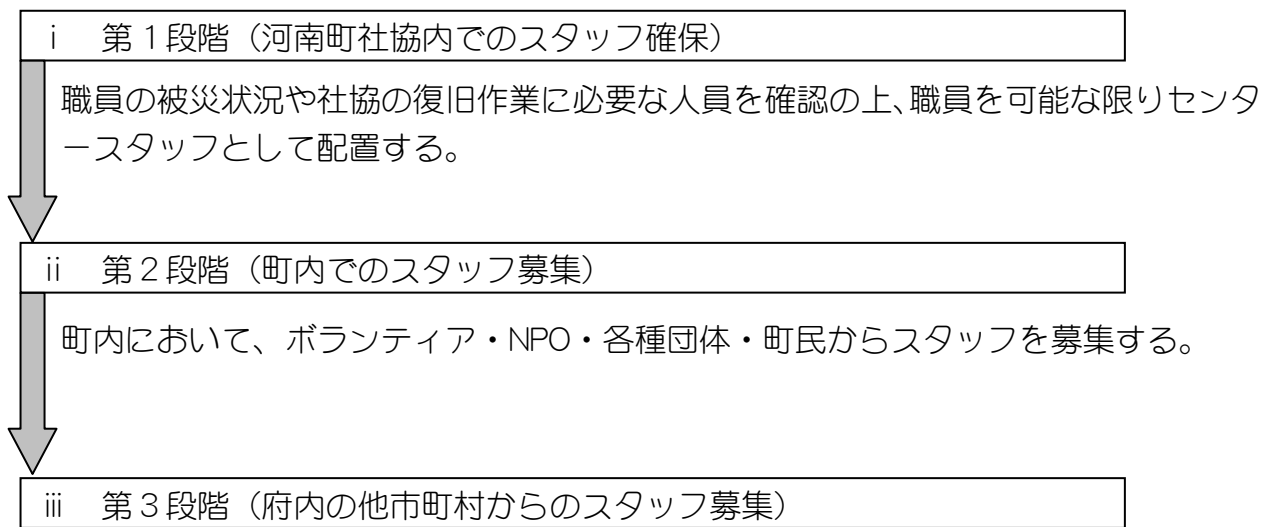 ⅰ 第１段階（河南町社協内でのスタッフ確保）
職員の被災状況や社協の復旧作業に必要な人員を確認の上、職員を可能な限りセンタ
ースタッフとして配置する。
ⅱ 第２段階（町内でのスタッフ募集）
町内において、ボランティア・NPO・各種団体・町民からスタッフを募集する。
ⅲ 第３段階（府内の他市町村からのスタッフ募集）